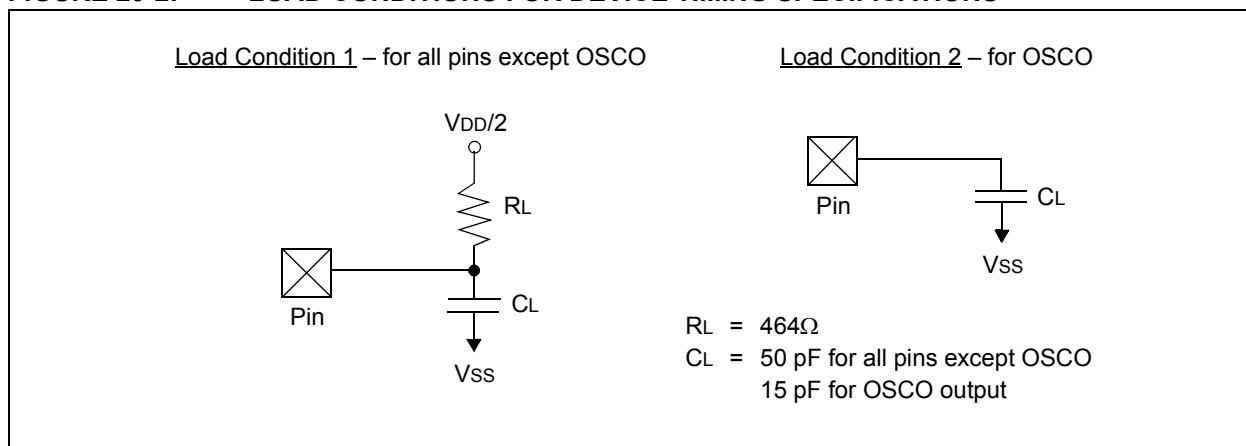 Load Condition 1 – for all pins except OSCO
Load Condition 2 – for OSCO
VDD/2
RL
Pin
CL
VSS
Pin
CL
VSS
RL = 464Ω
CL = 50 pF for all pins except OSCO
15 pF for OSCO output